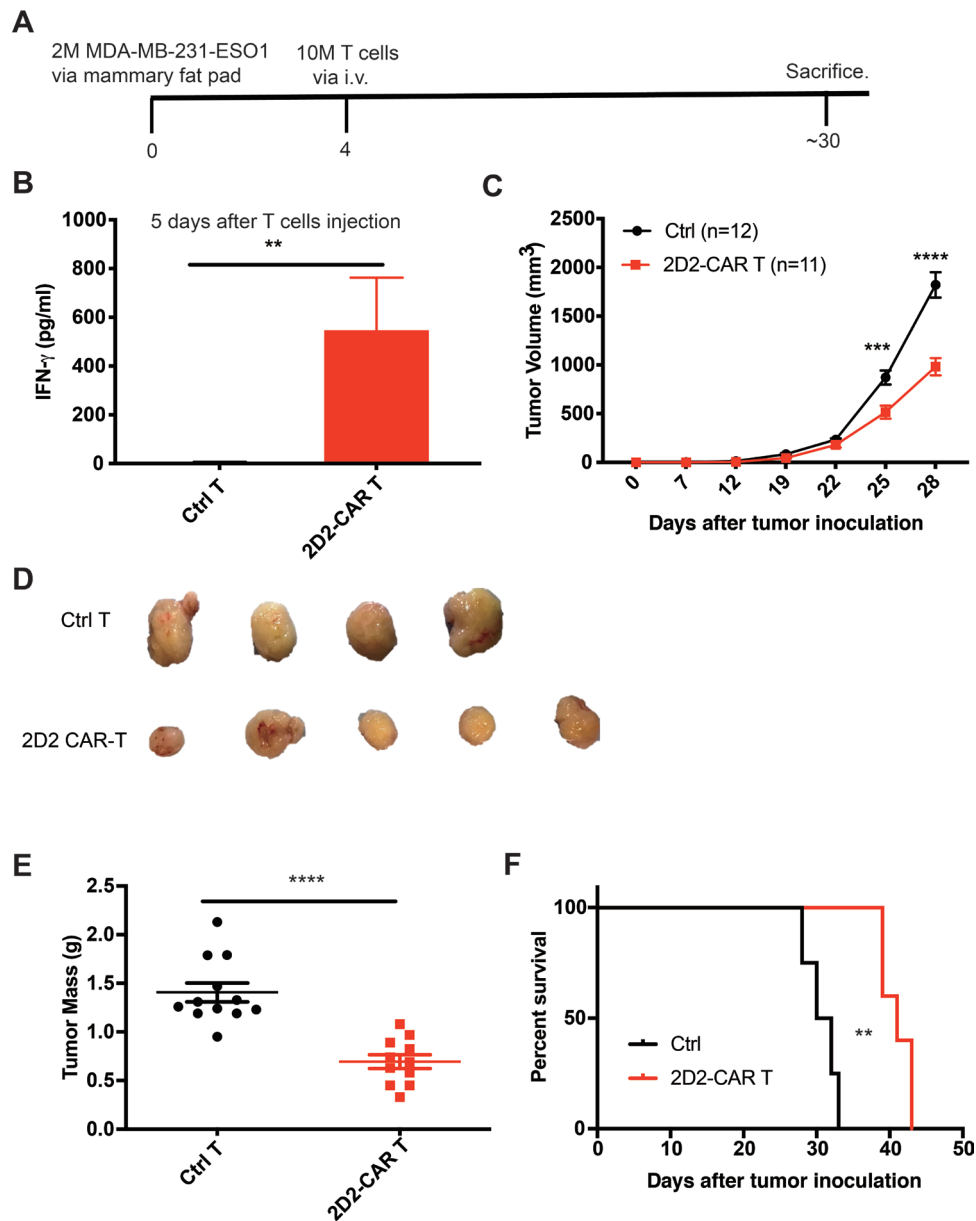 A
2M MDA-MB-231-ESO1
via mammary fat pad
10M T cells
via i.v.
Sacrifice.
0
4
~30
B
5 days after T cells injection
**
1000
800
600
400
200
0
IFN-γ (pg/ml)
Ctrl T
2D2-CAR T
C
Ctrl (n=12)
2D2-CAR T (n=11)
***
****
2500
2000
1500
1000
500
0
Tumor Volume (mm³)
0
7
12
19
22
25
28
Days after tumor inoculation
D
Ctrl T
2D2 CAR-T
E
****
2.5
2.0
1.5
1.0
0.5
0.0
Tumor Mass (g)
Ctrl T
2D2-CAR T
F
100
50
0
Percent survival
Ctrl
2D2-CAR T
**
0
10
20
30
40
50
Days after tumor inoculation